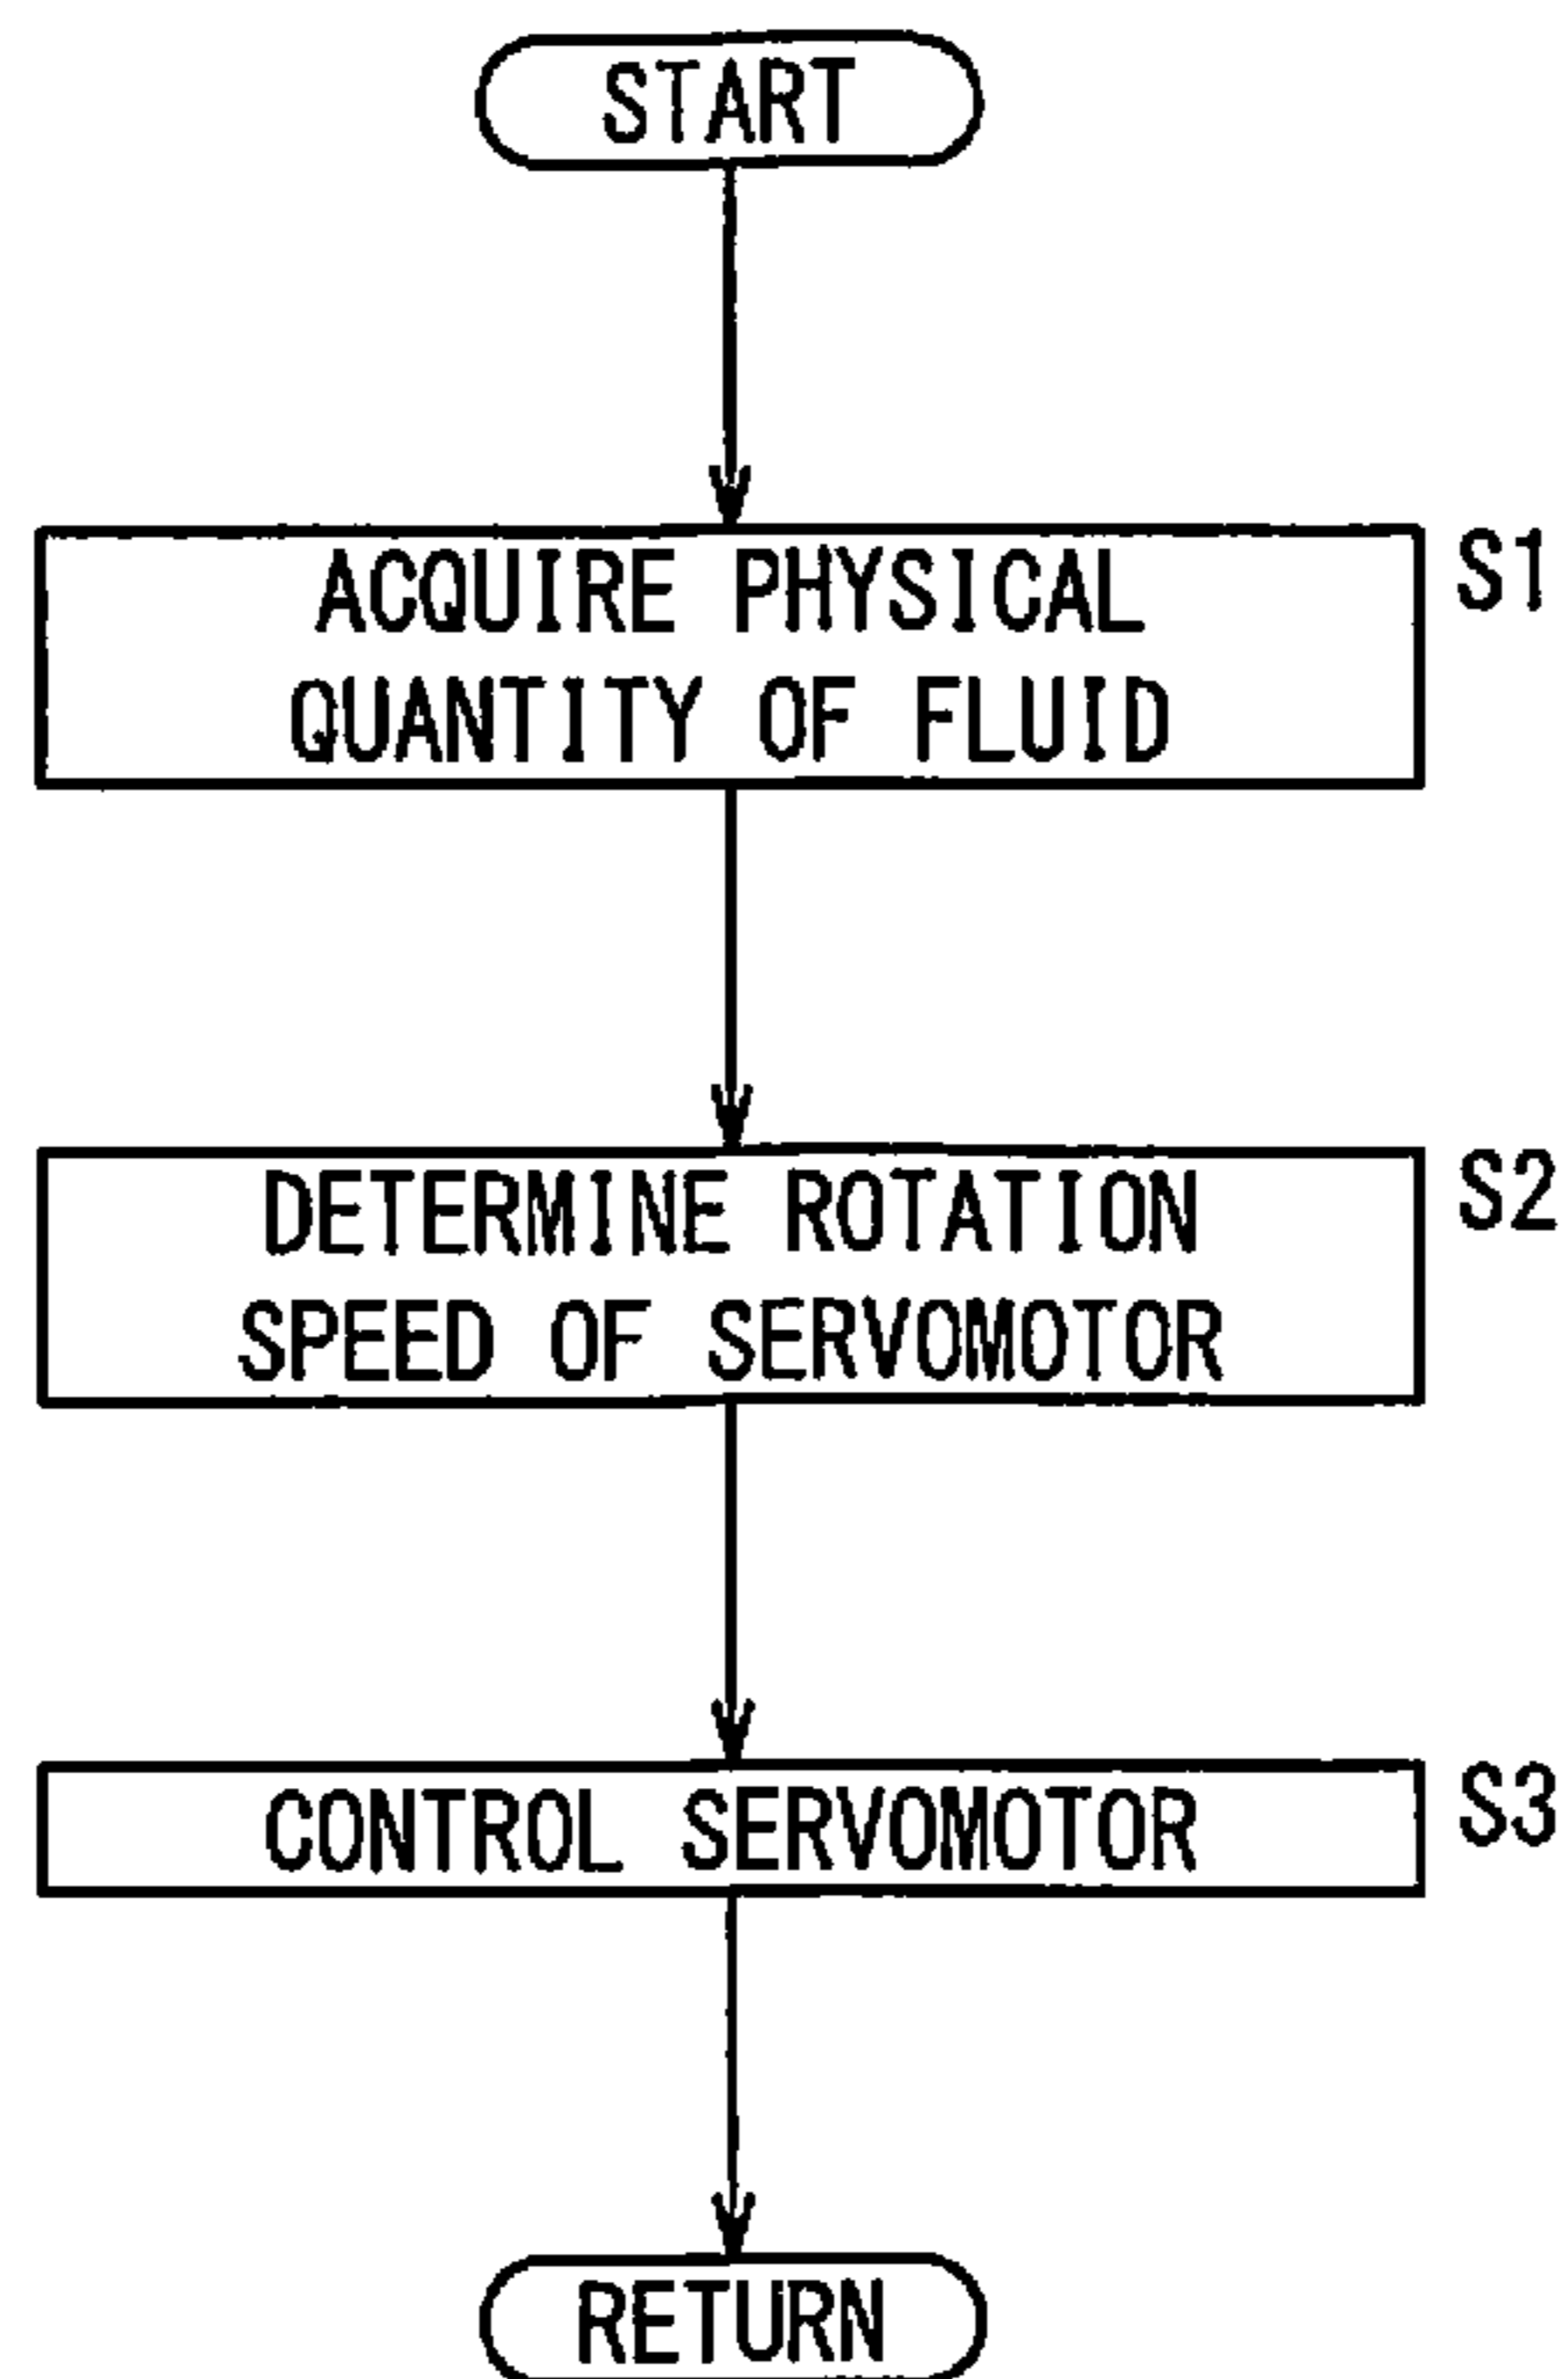 START
ACQUIRE PHYSICAL
QUANTITY OF FLUID
S1
DETERMINE ROTATION
SPEED OF SERVOMOTOR
S2
CONTROL SERVOMOTOR
S3
RETURN